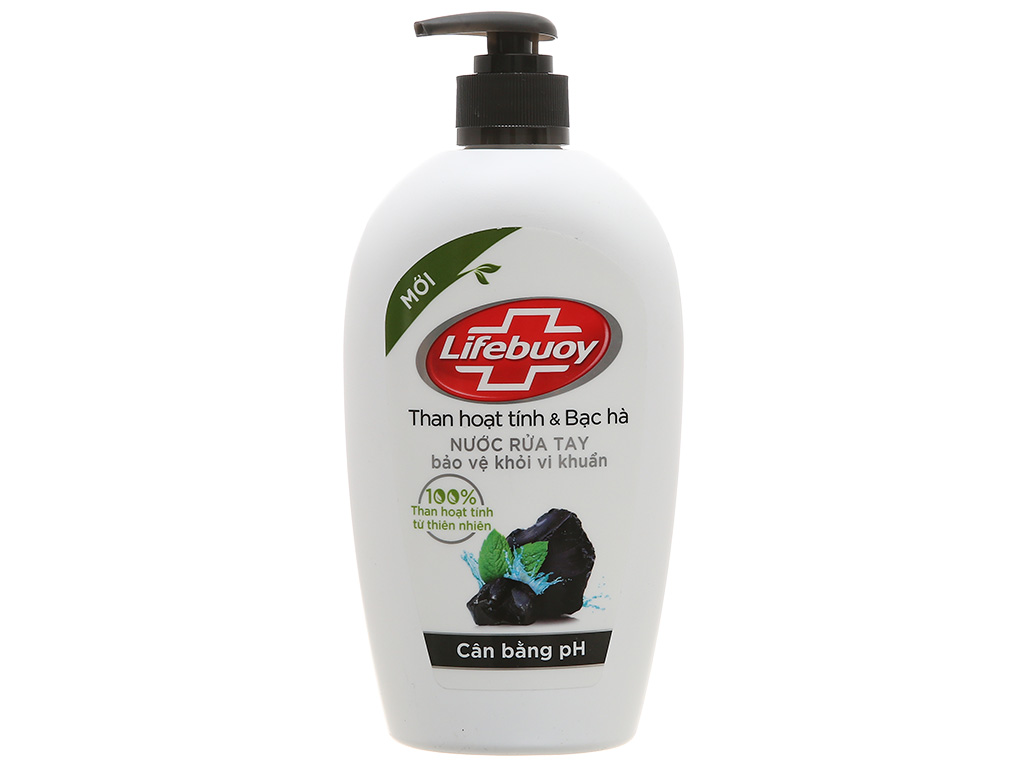 MỚI
Lifebuoy
Than hoạt tính & Bạc hà
NƯỚC RỬA TAY
bảo vệ khỏi vi khuẩn
100%
Than hoạt tính
từ thiên nhiên
Cân bằng pH